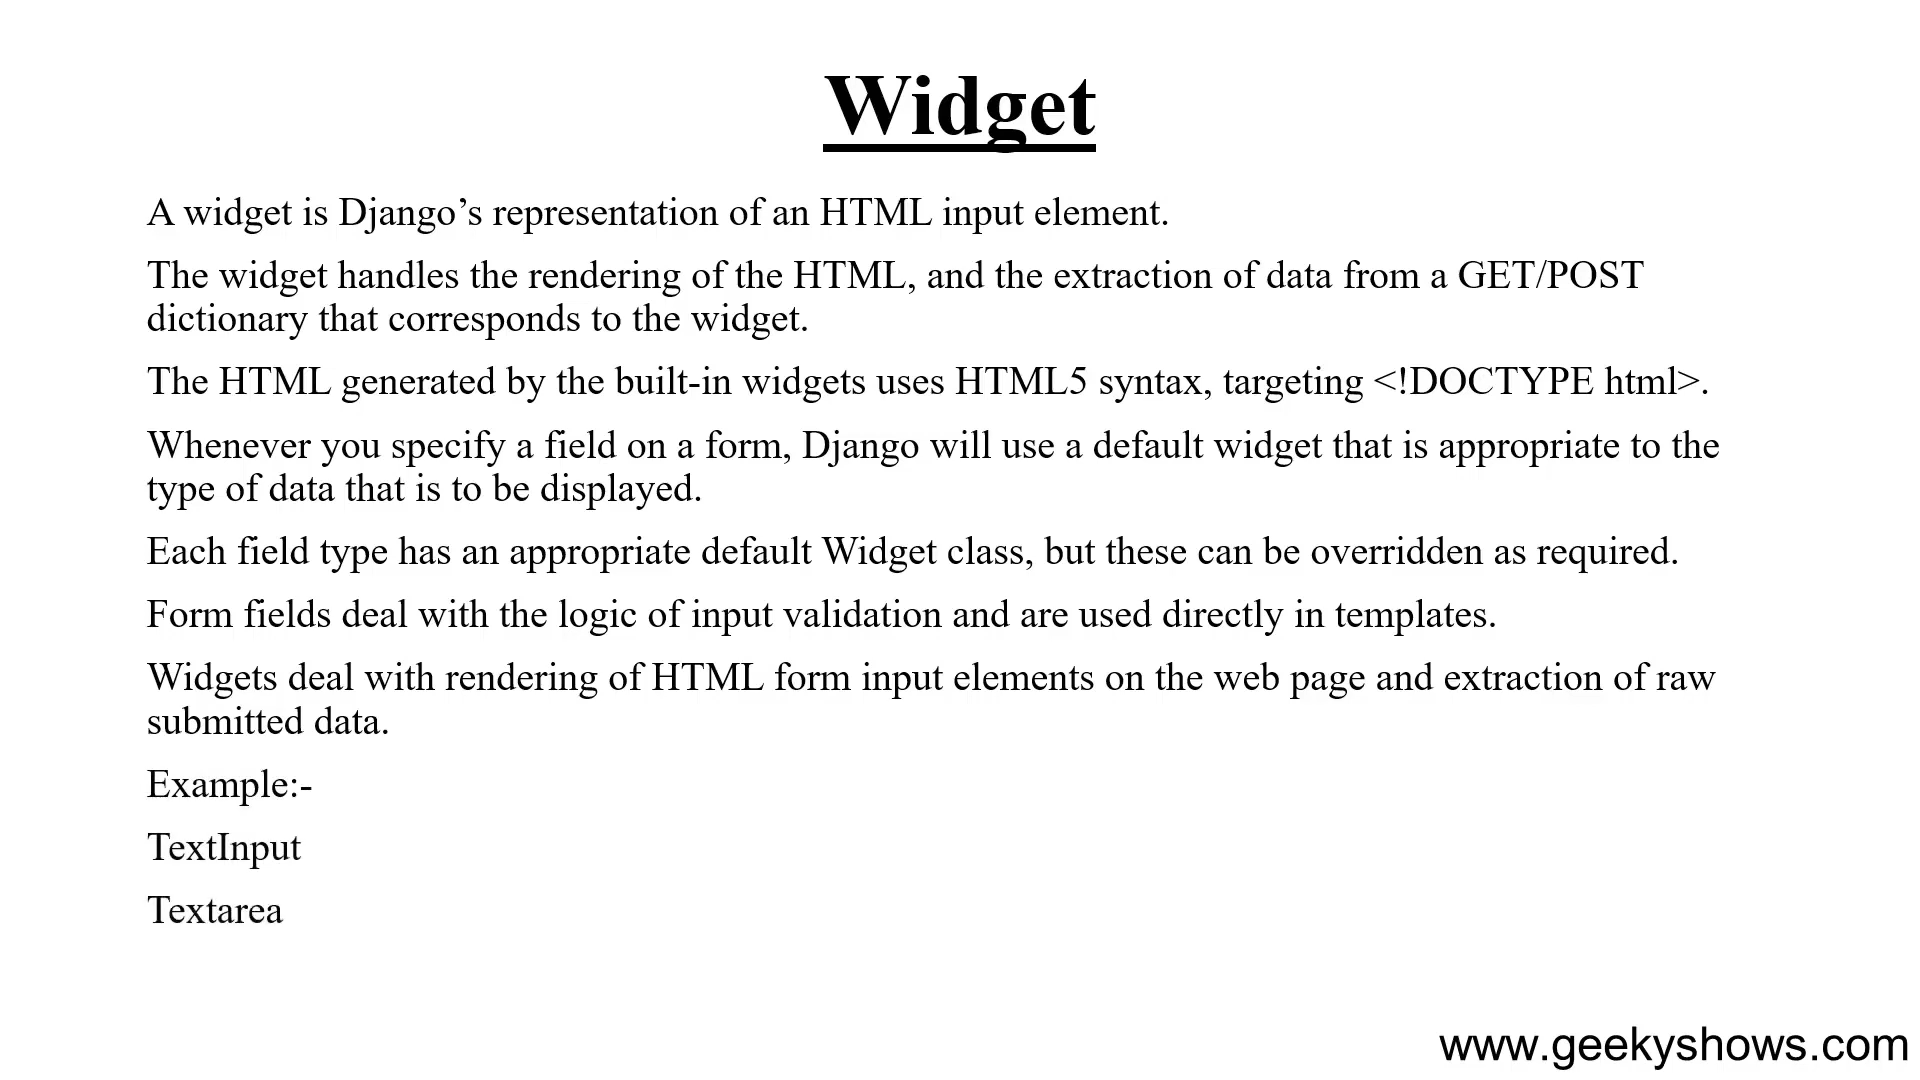 Widget
A widget is Django’s representation of an HTML input element.
The widget handles the rendering of the HTML, and the extraction of data from a GET/POST
dictionary that corresponds to the widget.
The HTML generated by the built-in widgets uses HTML5 syntax, targeting <!DOCTYPE html>.
Whenever you specify a field on a form, Django will use a default widget that is appropriate to the
type of data that is to be displayed.
Each field type has an appropriate default Widget class, but these can be overridden as required.
Form fields deal with the logic of input validation and are used directly in templates.
Widgets deal with rendering of HTML form input elements on the web page and extraction of raw
submitted data.
Example:-
TextInput
Textarea
www.geekyshows.com